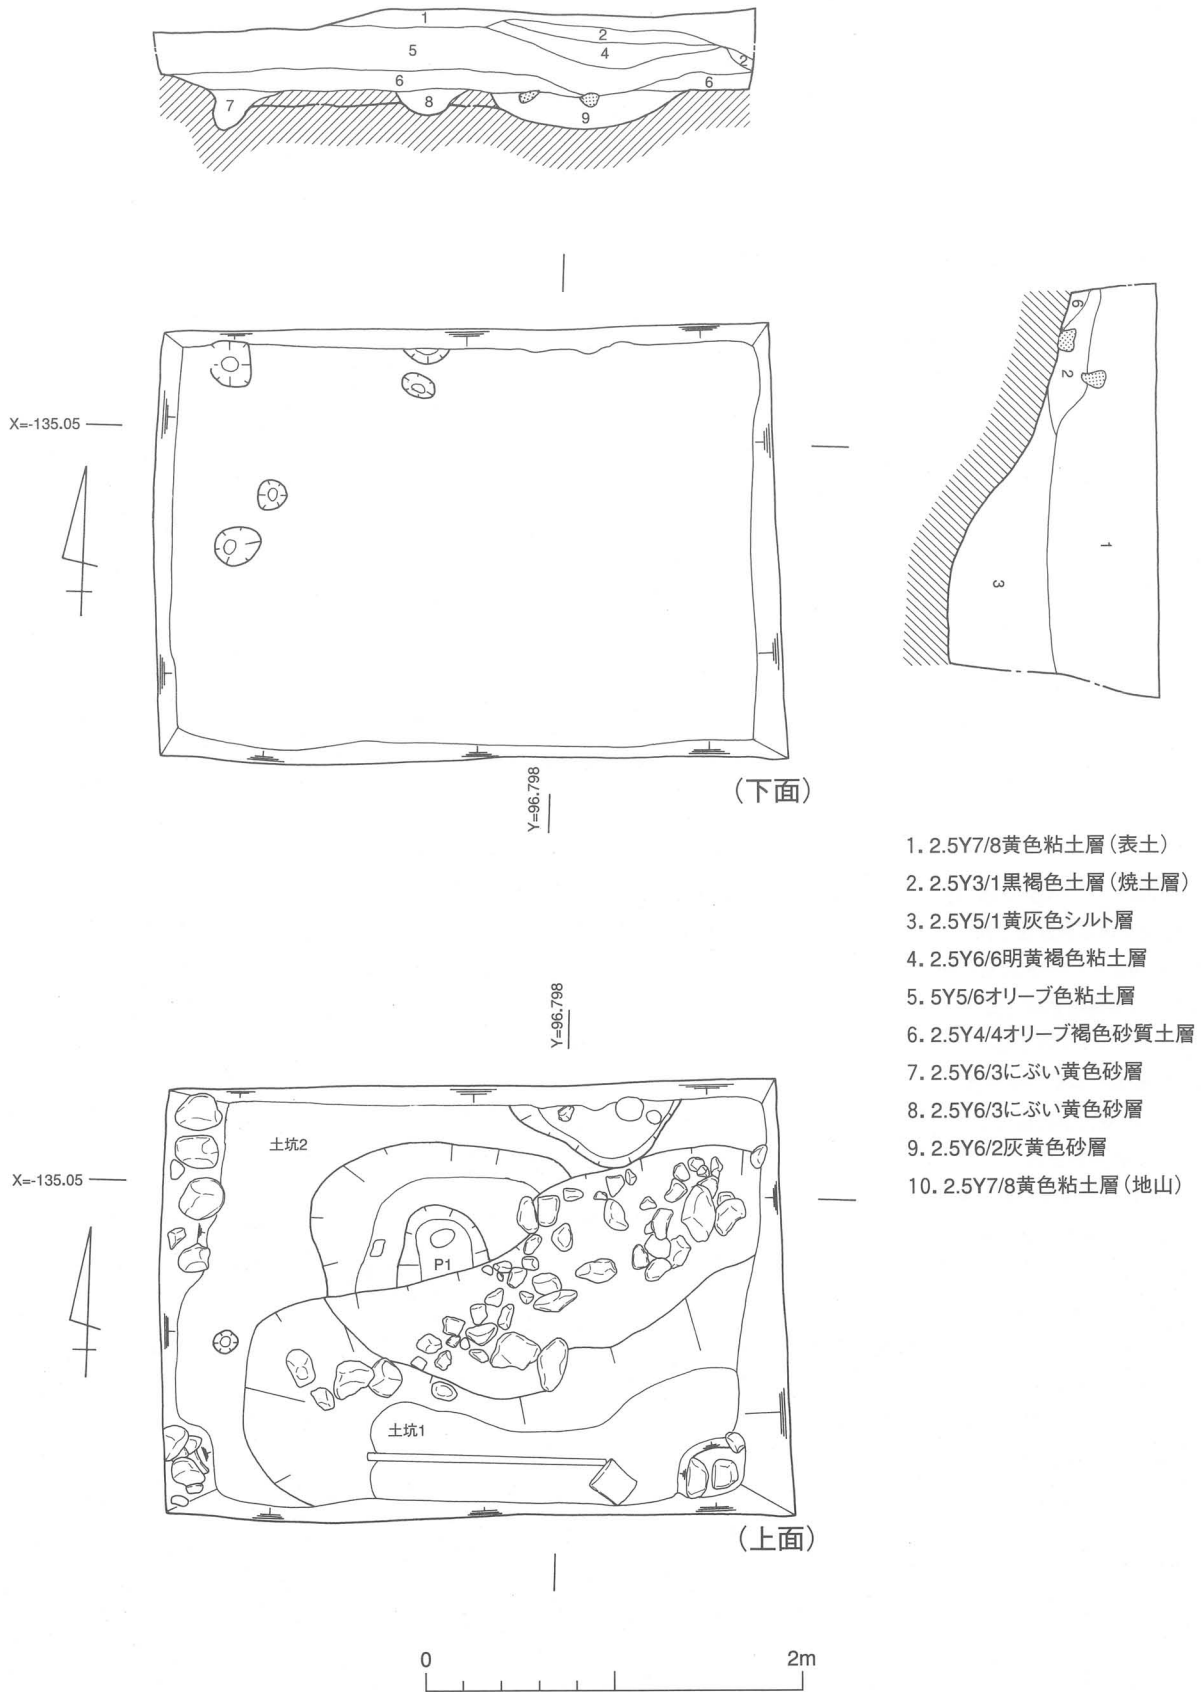 1
2
5
4
2
6
6
7
8
9
6
2
X=-135.05
1
3
(下面)
Y=96.798
1. 2.5Y7/8黄色粘土層(表土)
2. 2.5Y3/1黒褐色土層(焼土層)
3. 2.5Y5/1黄灰色シルト層
4. 2.5Y6/6明黄褐色粘土層
5. 5Y5/6オリーブ色粘土層
6. 2.5Y4/4オリーブ褐色砂質土層
7. 2.5Y6/3にぶい黄色砂層
8. 2.5Y6/3にぶい黄色砂層
9. 2.5Y6/2灰黄色砂層
10. 2.5Y7/8黄色粘土層(地山)
Y=96.798
土坑2
X=-135.05
P1
土坑1
(上面)
0 2m